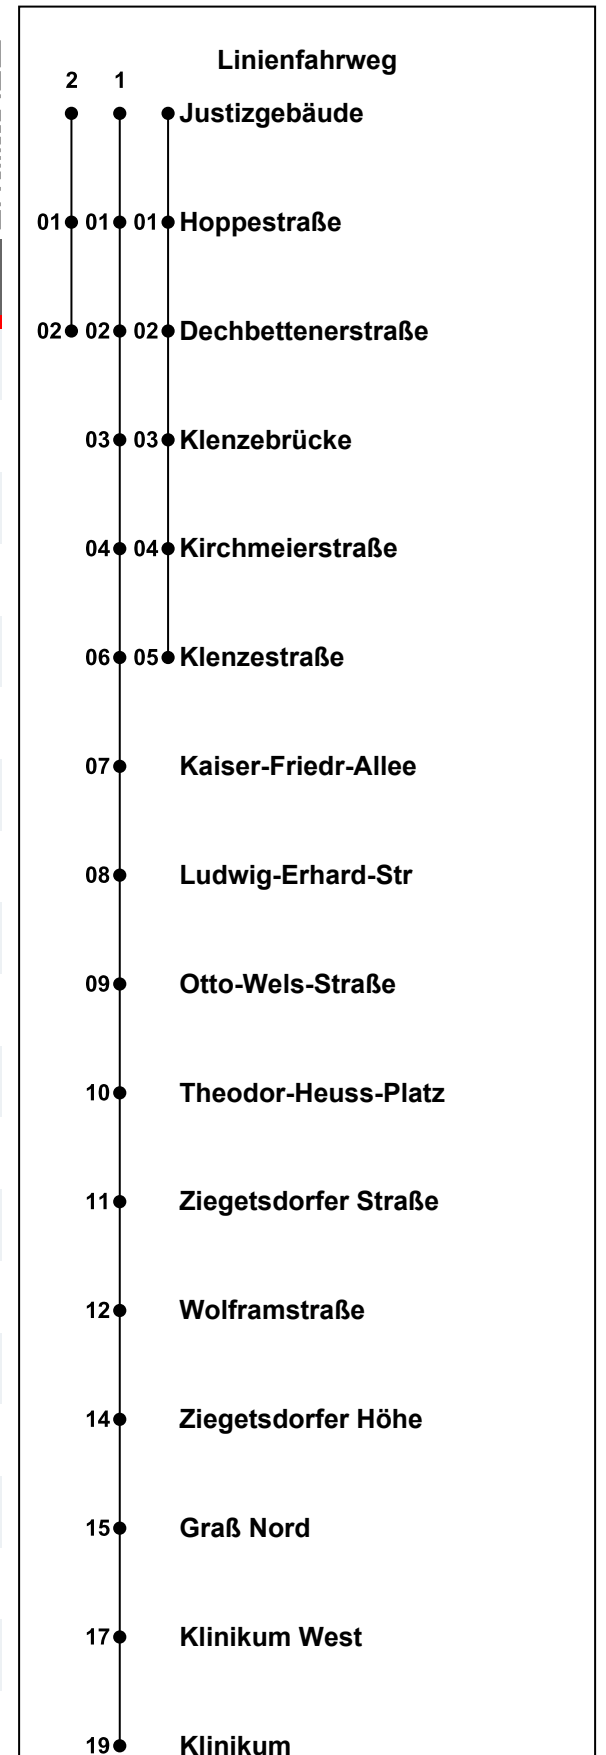 Linienfahrweg
2 1
Justizgebäude
01 01 01 Hoppestraße
02 02 02 Dechbettenerstraße
03 03 Klenzebrücke
04 04 Kirchmeierstraße
06 05 Klenzestraße
07 Kaiser-Friedr-Allee
08 Ludwig-Erhard-Str
09 Otto-Wels-Straße
10 Theodor-Heuss-Platz
11 Ziegetsdorfer Straße
12 Wolframstraße
14 Ziegetsdorfer Höhe
15 Graß Nord
17 Klinikum West
19 Klinikum